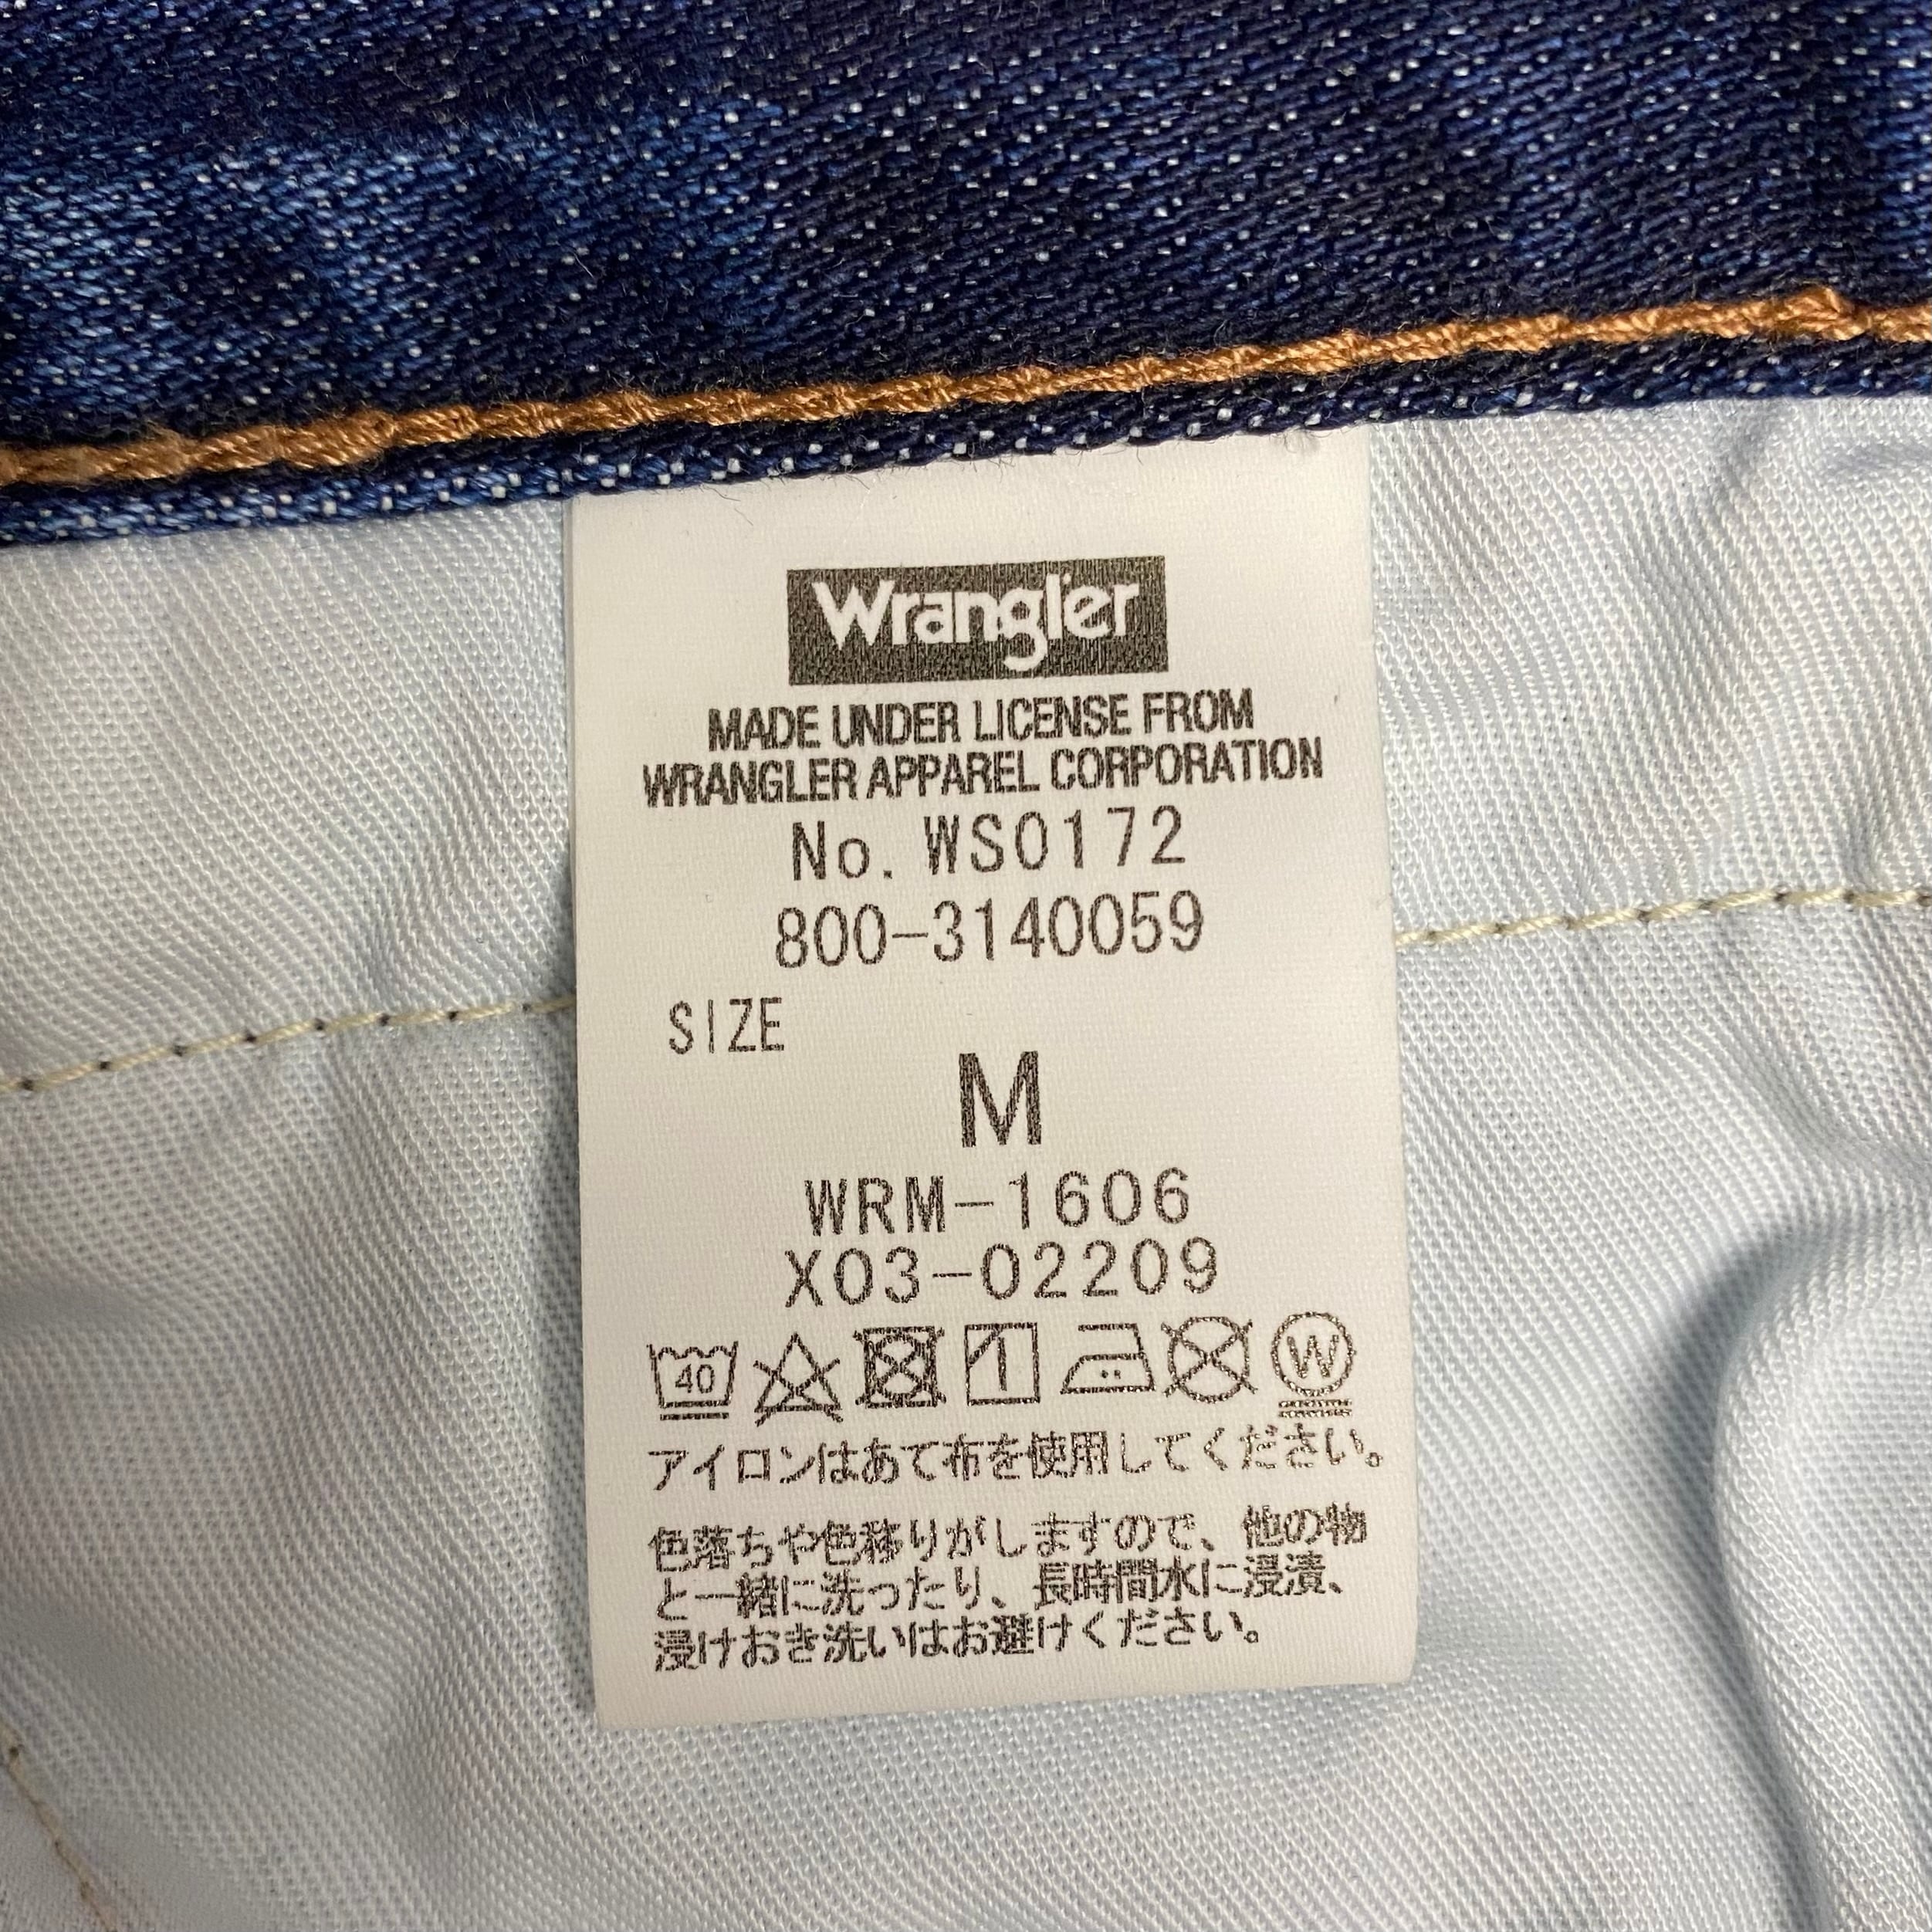 Wrangler
MADE UNDER LICENSE FROM
WRANGLER APPAREL CORPORATION
No. WS0172
800-3140059
SIZE
M
WRM-1606
X03-02209
40
W
アイロンはあて布を使用してください。
色落ちや色移りがしますので、他の物
と一緒に洗ったり、長時間水に浸漬、
浸けおき洗いはお避けください。